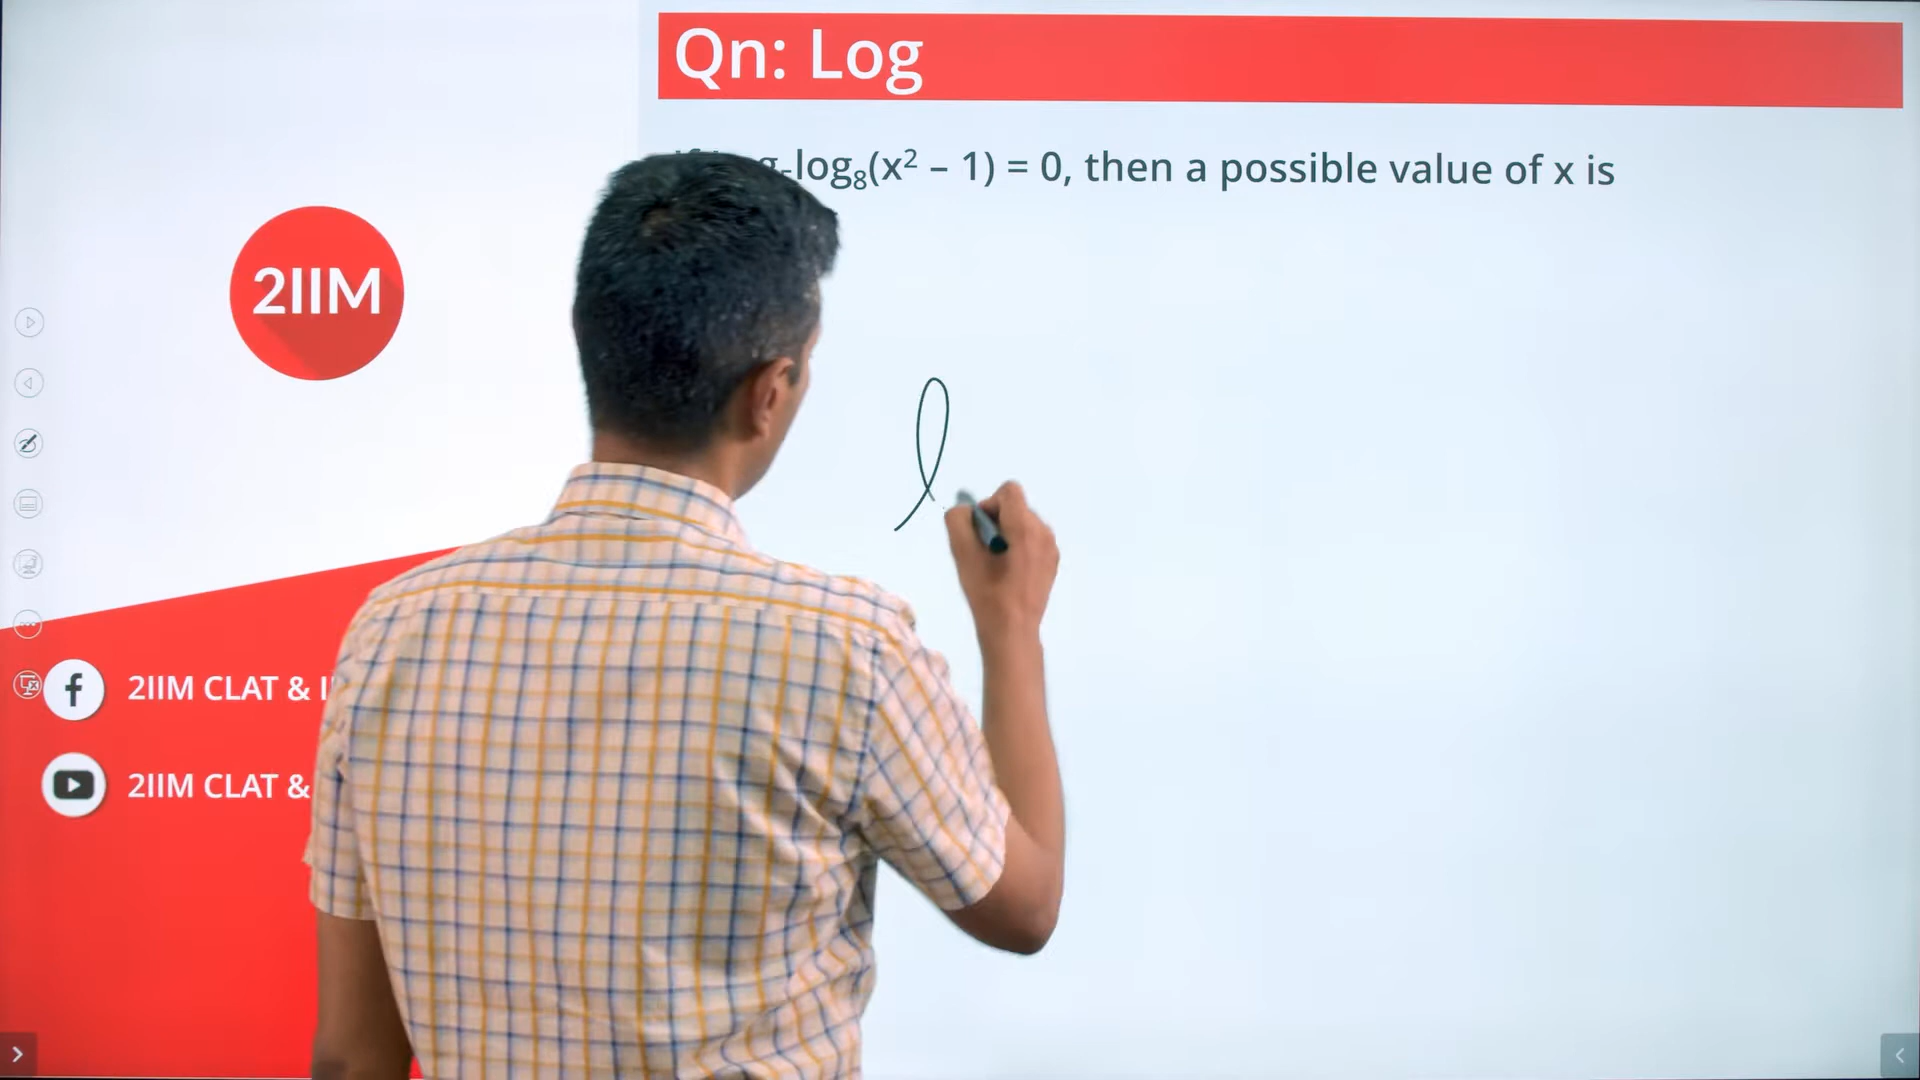 Qn: Log
log₈(x² – 1) = 0, then a possible value of x is
2IIM
2IIM CLAT &
2IIM CLAT &
l